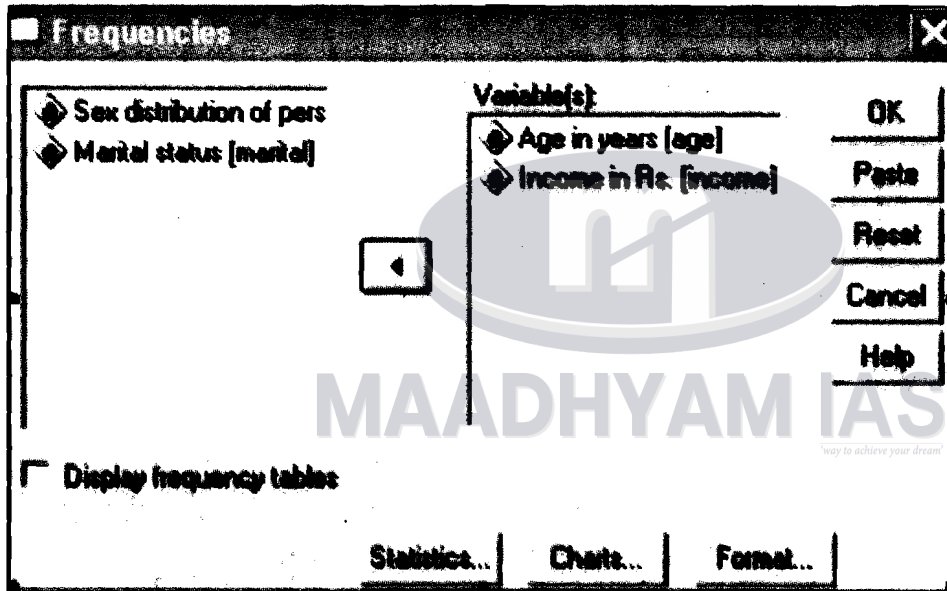 Frequencies
Sex distribution of pers
Marital status [marital]
Variable(s):
Age in years [age]
Income in Rs. [income]
OK
Paste
Reset
Cancel
Help
MAADHYAM IAS
'way to achieve your dream'
Display frequency tables
Statistics...
Charts...
Format...